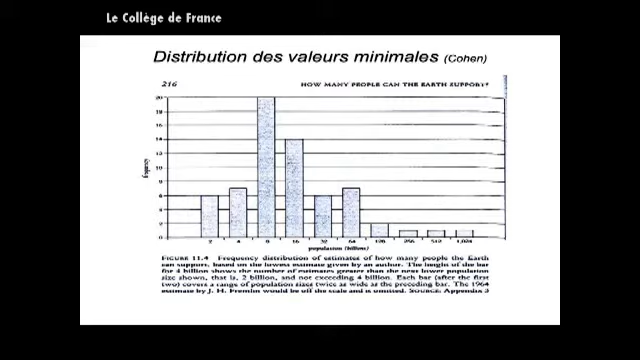 Le Collège de France
Distribution des valeurs minimales (Cohen)
216 HOW MANY PEOPLE CAN THE EARTH SUPPORT?
20
18
16
14
12
10
8
6
4
2
0
frequency
2 4 8 16 32 64 128 256 512 1,024
population (billions)
FIGURE 11.4 Frequency distribution of estimates of how many people the Earth
can support, based on the lowest estimate given by an author. The height of the bar
for 4 billion shows the number of estimates greater than the next lower population
size shown, that is, 2 billion, and not exceeding 4 billion. Each bar (after the first
two) covers a range of population sizes twice as wide as the preceding bar. The 1964
estimate by J. H. Fremlin would be off the scale and is omitted. SOURCE: Appendix 3